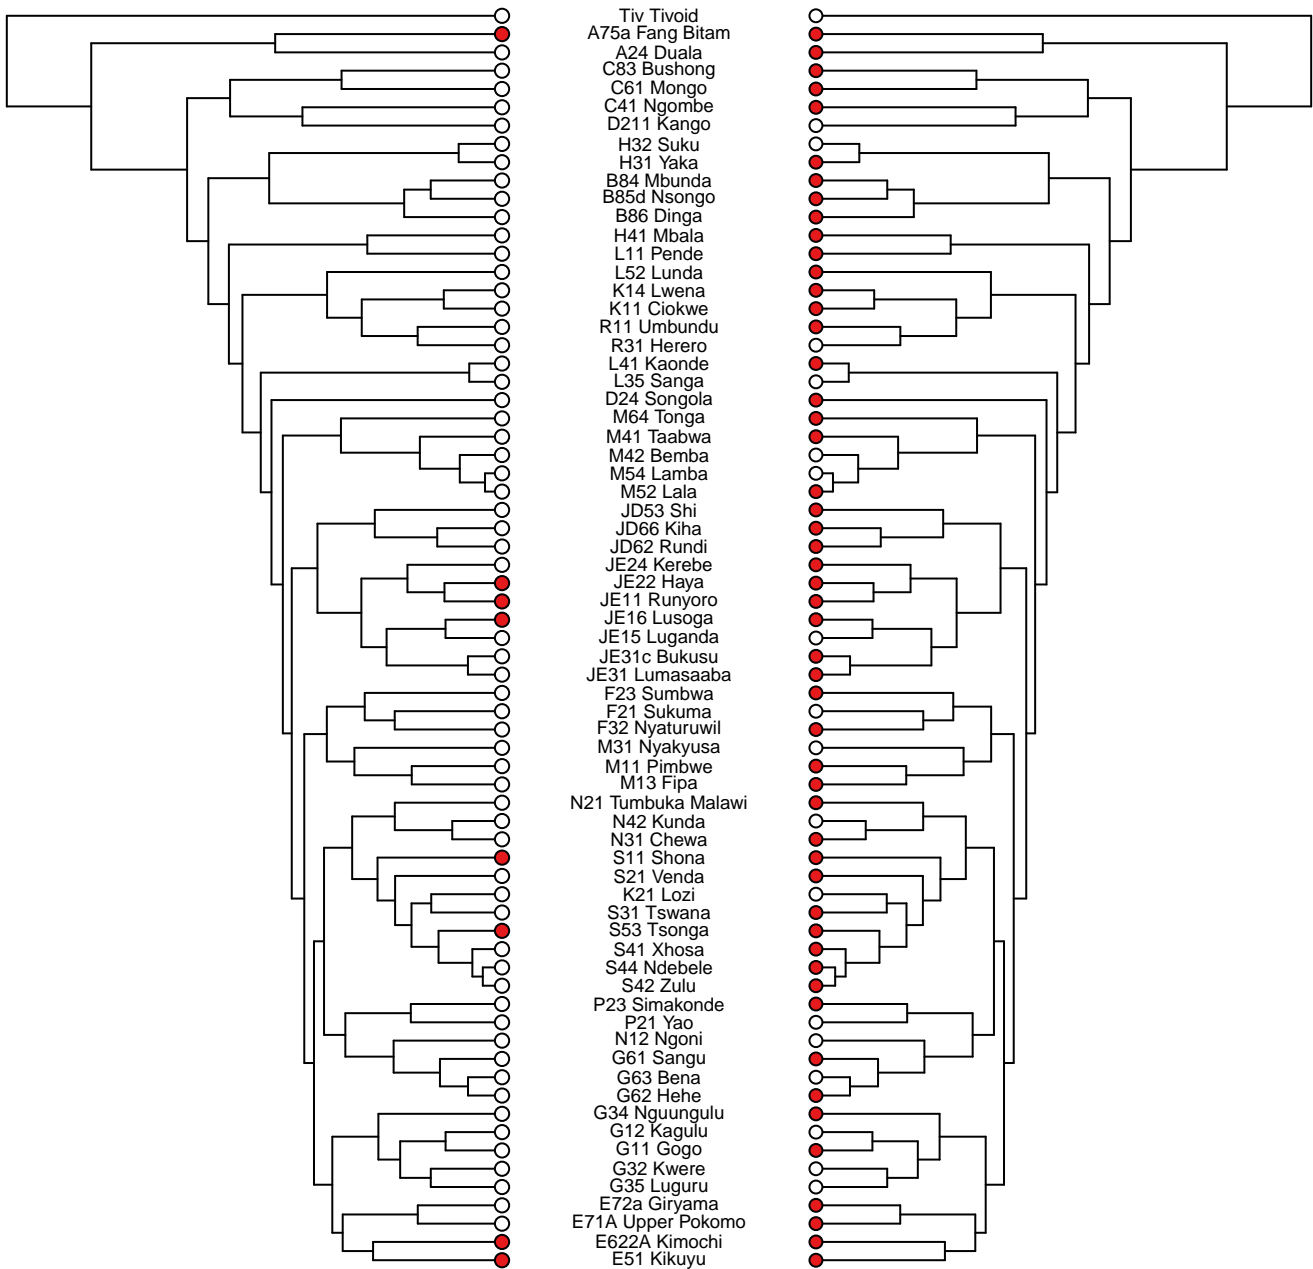 Tiv Tivoid
A75a Fang Bitam
A24 Duala
C83 Bushong
C61 Mongo
C41 Ngombe
D211 Kango
H32 Suku
H31 Yaka
B84 Mbunda
B85d Nsongo
B86 Dinga
H41 Mbala
L11 Pende
L52 Lunda
K14 Lwena
K11 Ciokwe
R11 Umbundu
R31 Herero
L41 Kaonde
L35 Sanga
D24 Songola
M64 Tonga
M41 Taabwa
M42 Bemba
M54 Lamba
M52 Lala
JD53 Shi
JD66 Kiha
JD62 Rundi
JE24 Kerebe
JE22 Haya
JE11 Runyoro
JE16 Lusoga
JE15 Luganda
JE31c Bukusu
JE31 Lumasaaba
F23 Sumbwa
F21 Sukuma
F32 Nyaturuwil
M31 Nyakyusa
M11 Pimbwe
M13 Fipa
N21 Tumbuka Malawi
N42 Kunda
N31 Chewa
S11 Shona
S21 Venda
K21 Lozi
S31 Tswana
S53 Tsonga
S41 Xhosa
S44 Ndebele
S42 Zulu
P23 Simakonde
P21 Yao
N12 Ngoni
G61 Sangu
G63 Bena
G62 Hehe
G34 Nguungulu
G12 Kagulu
G11 Gogo
G32 Kwere
G35 Luguru
E72a Giryama
E71A Upper Pokomo
E622A Kimochi
E51 Kikuyu